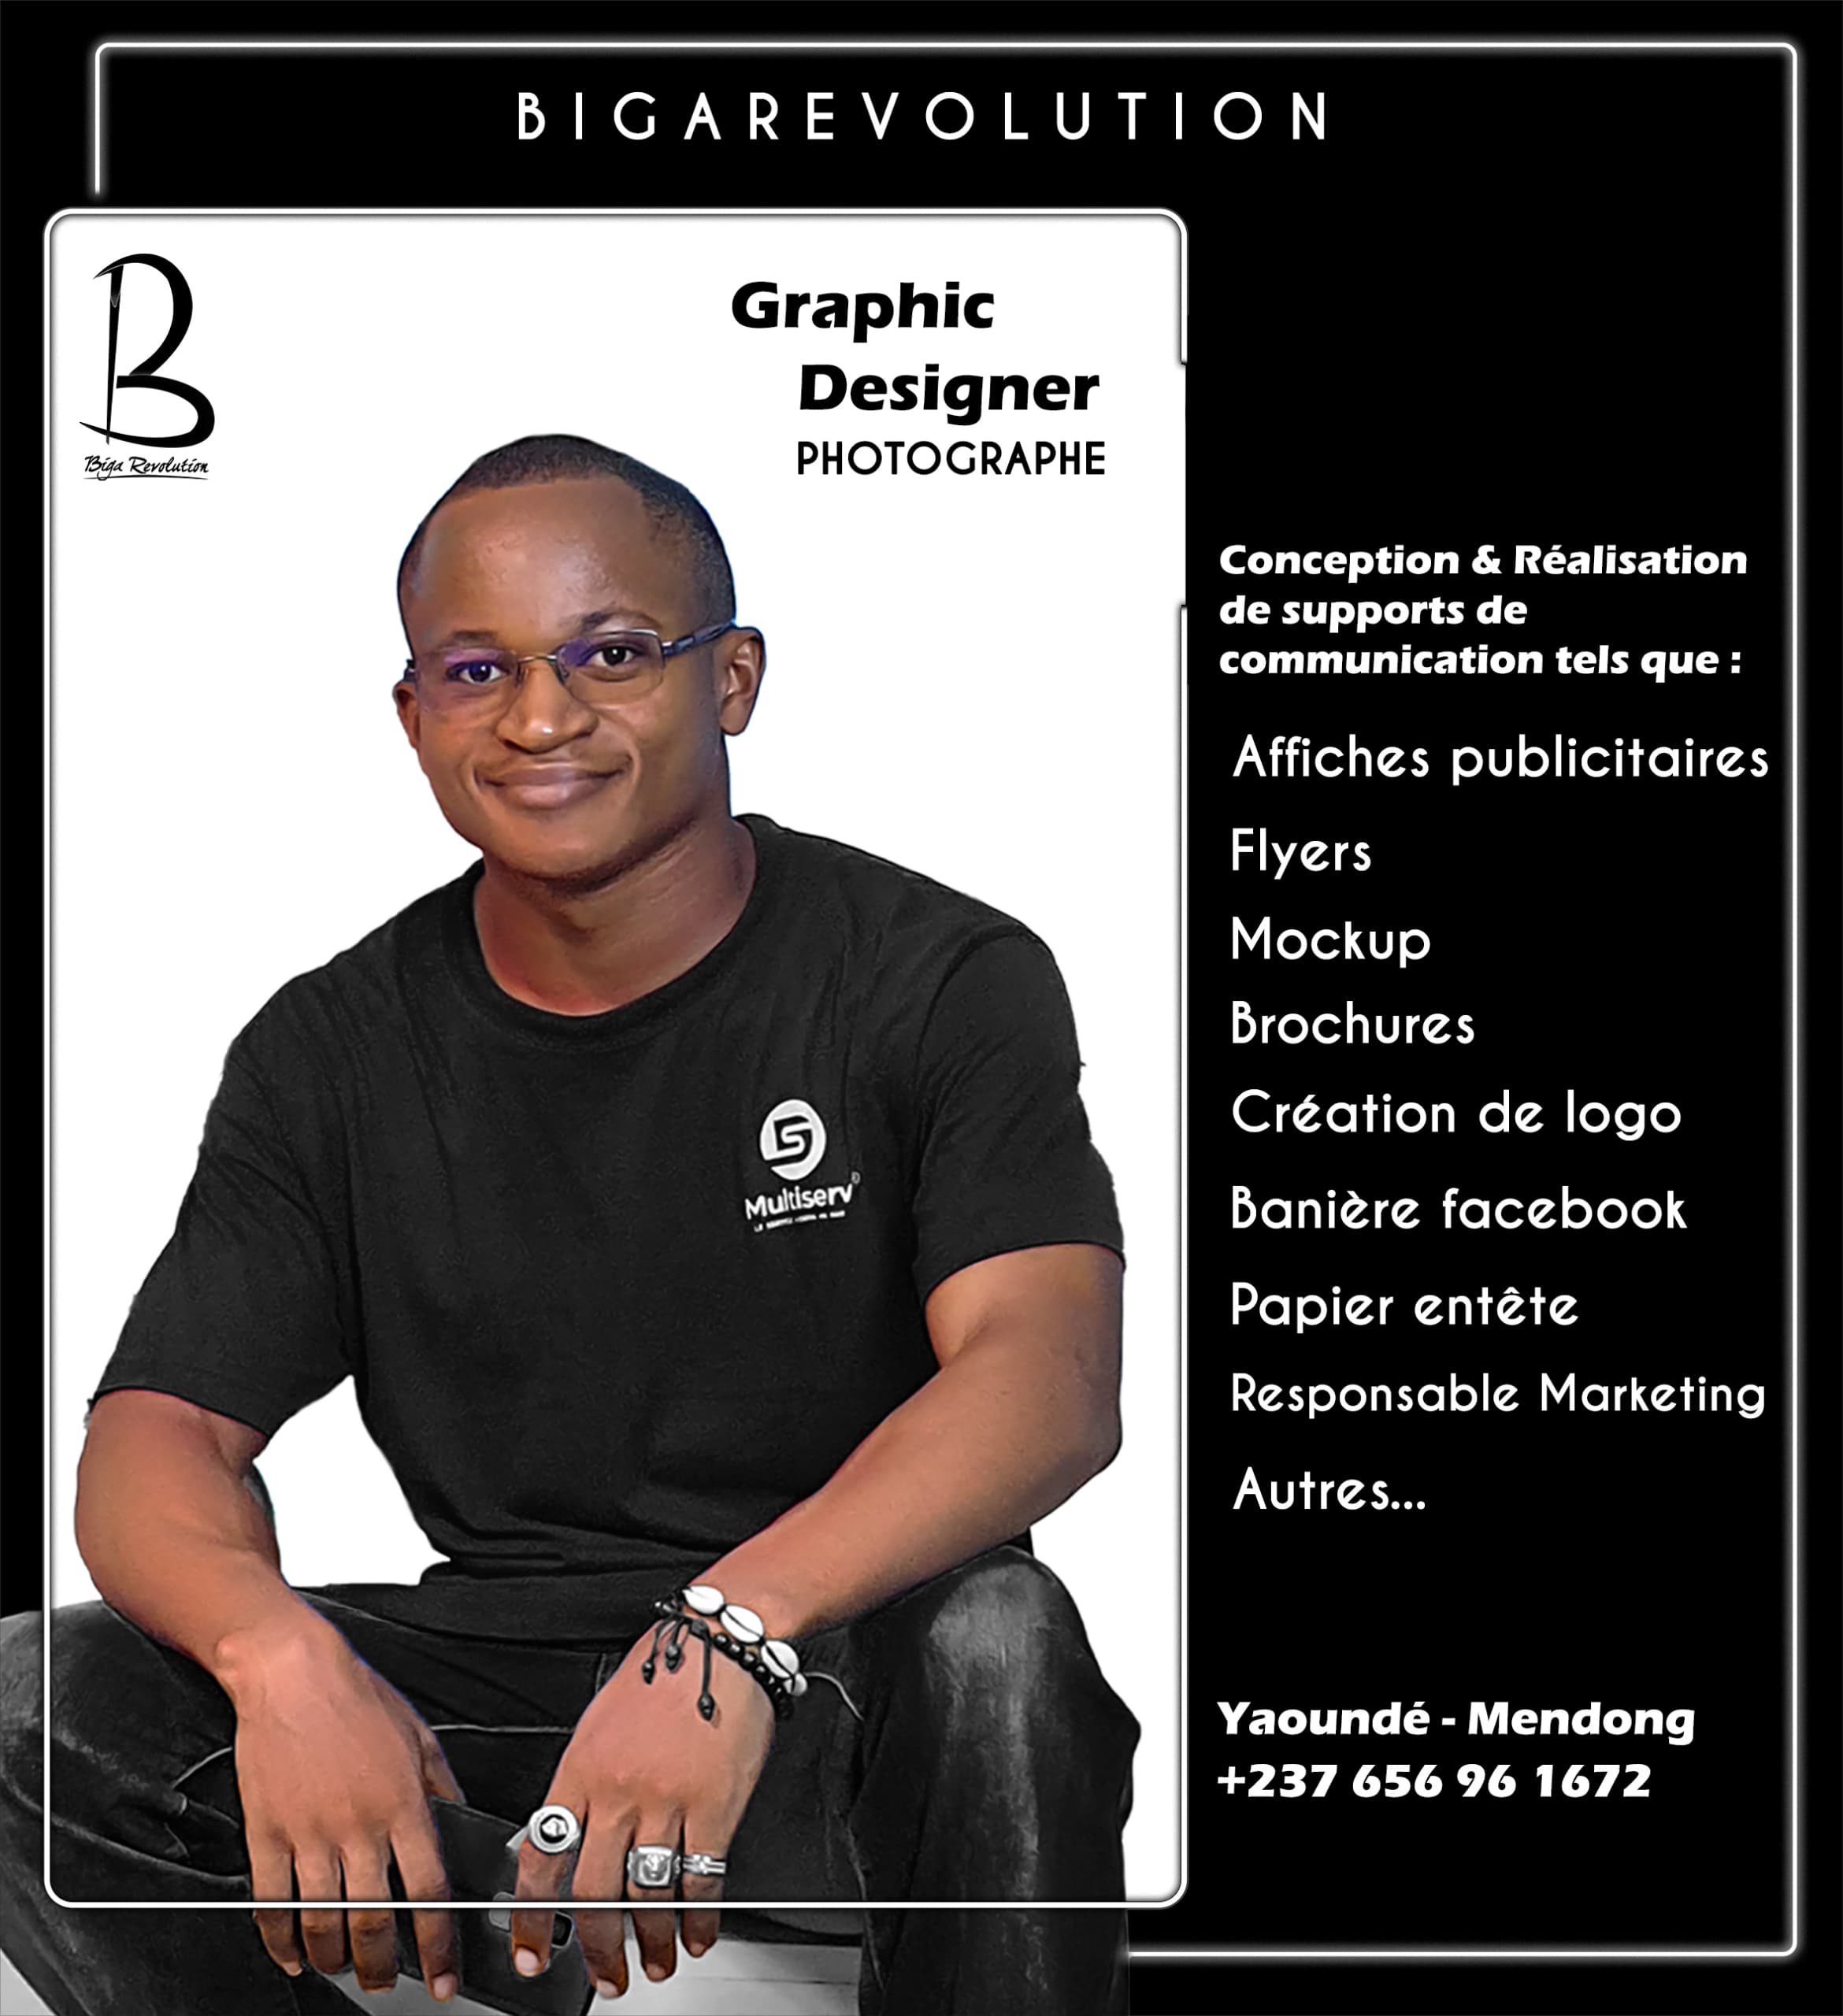 BIGAREVOLUTION
B
Biga Revolution
Graphic
Designer
PHOTOGRAPHE
Conception & Réalisation
de supports de
communication tels que :
Affiches publicitaires
Flyers
Mockup
Brochures
Création de logo
Banière facebook
Papier entête
Responsable Marketing
Autres...
Multiserv
Yaoundé - Mendong
+237 656 96 1672